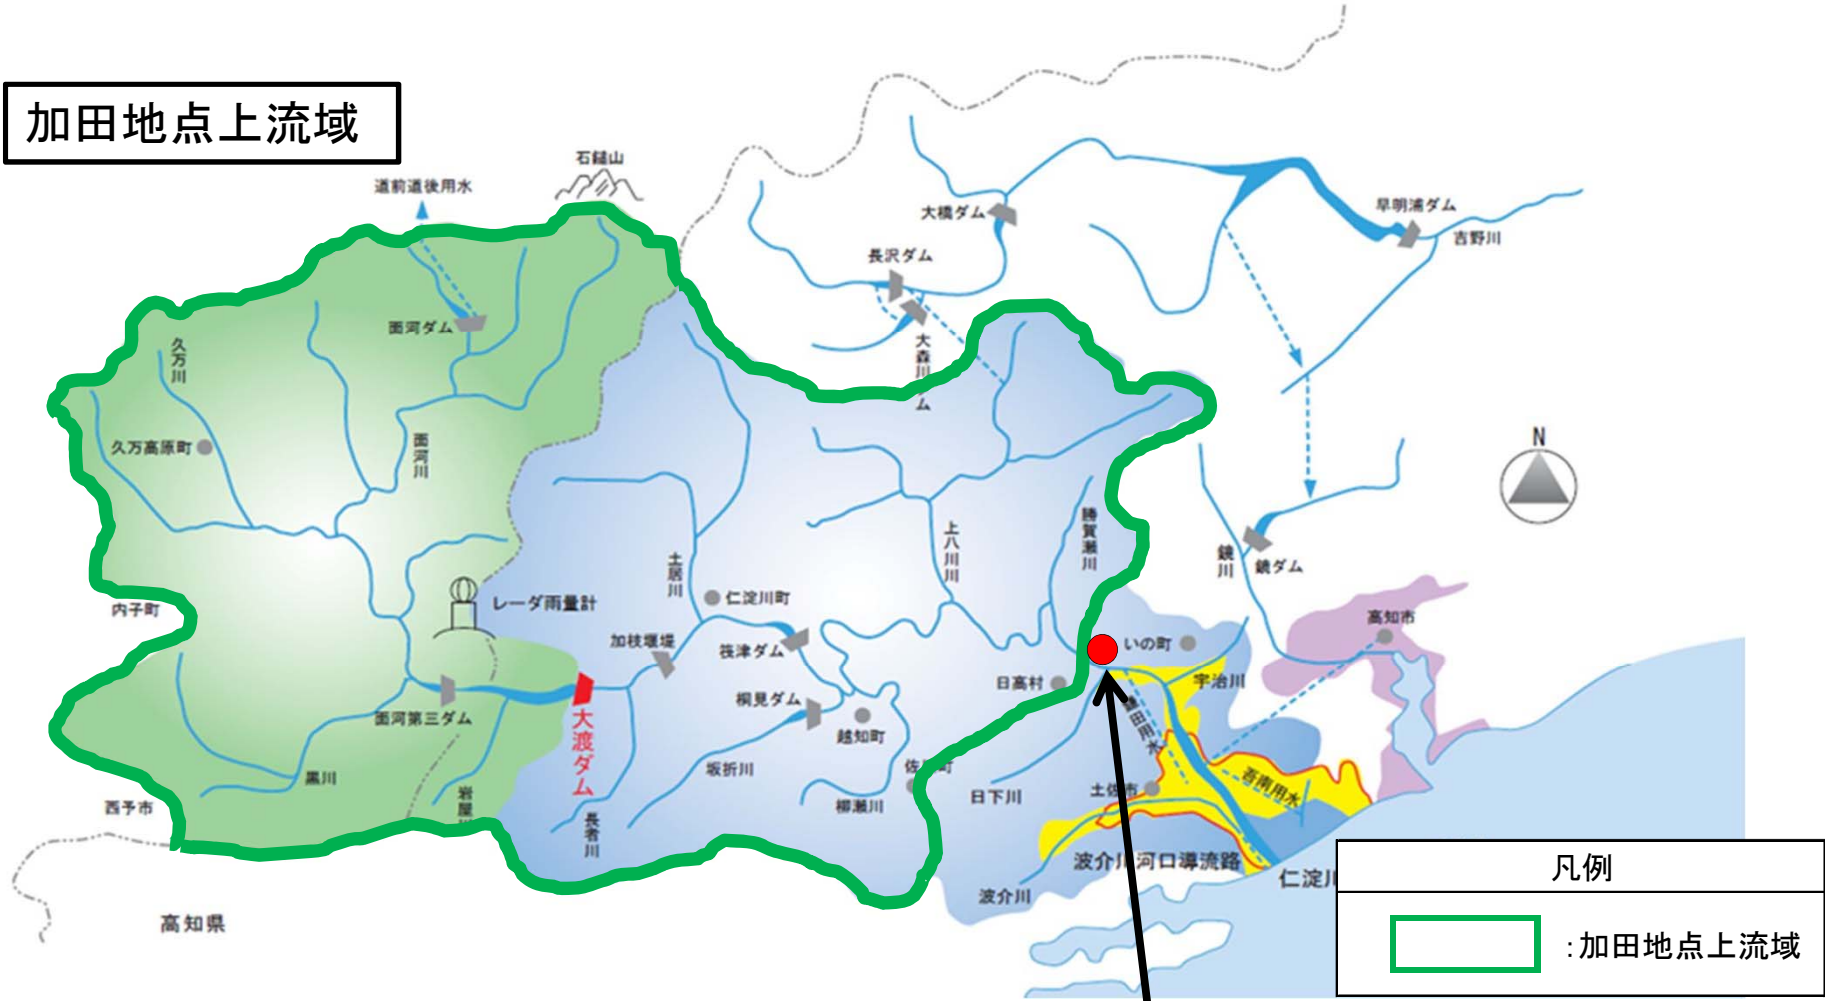 加田地点上流域
石鎚山
道前道後用水
大橋ダム
早明浦ダム
吉野川
長沢ダム
面河ダム
大森川ダム
久万川
久万高原町
面河川
N
上八川川
勝賀瀬川
鏡川
鏡ダム
土居川
仁淀川町
レーダ雨量計
内子町
加枝堰堤
筏津ダム
いの町
高知市
日高村
宇治川
桐見ダム
面河第三ダム
大渡ダム
越知町
坂折川
黒川
岩屋川
長者川
柳瀬川
日下川
土佐市
吾南用水
西予市
波介川河口導流路
波介川
仁淀川
高知県
凡例
:加田地点上流域